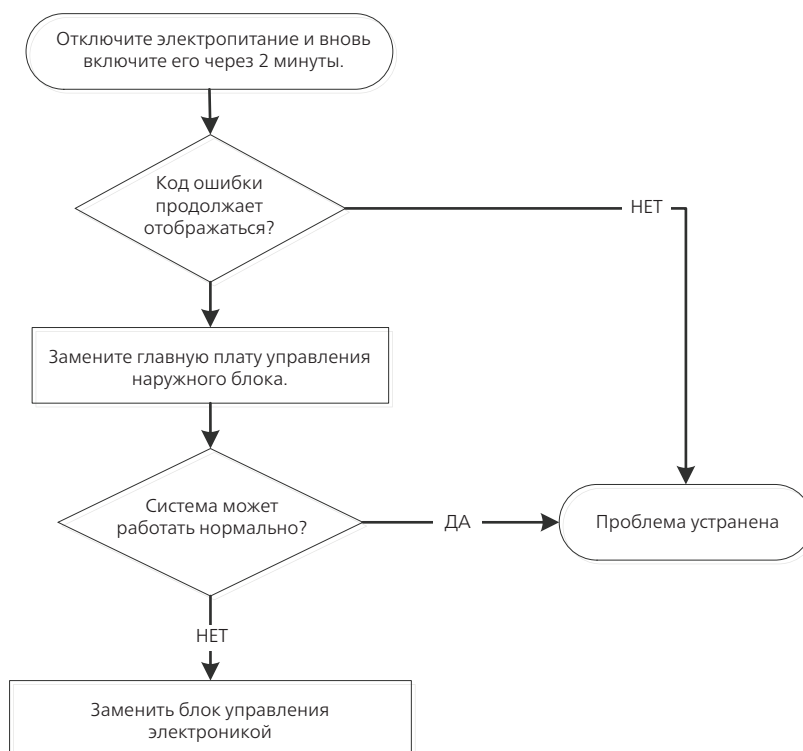 Отключите электропитание и вновь
включите его через 2 минуты.
Код ошибки
продолжает
отображаться?
НЕТ
Замените главную плату управления
наружного блока.
Система может
работать нормально?
ДА
Проблема устранена
НЕТ
Заменить блок управления
электроникой